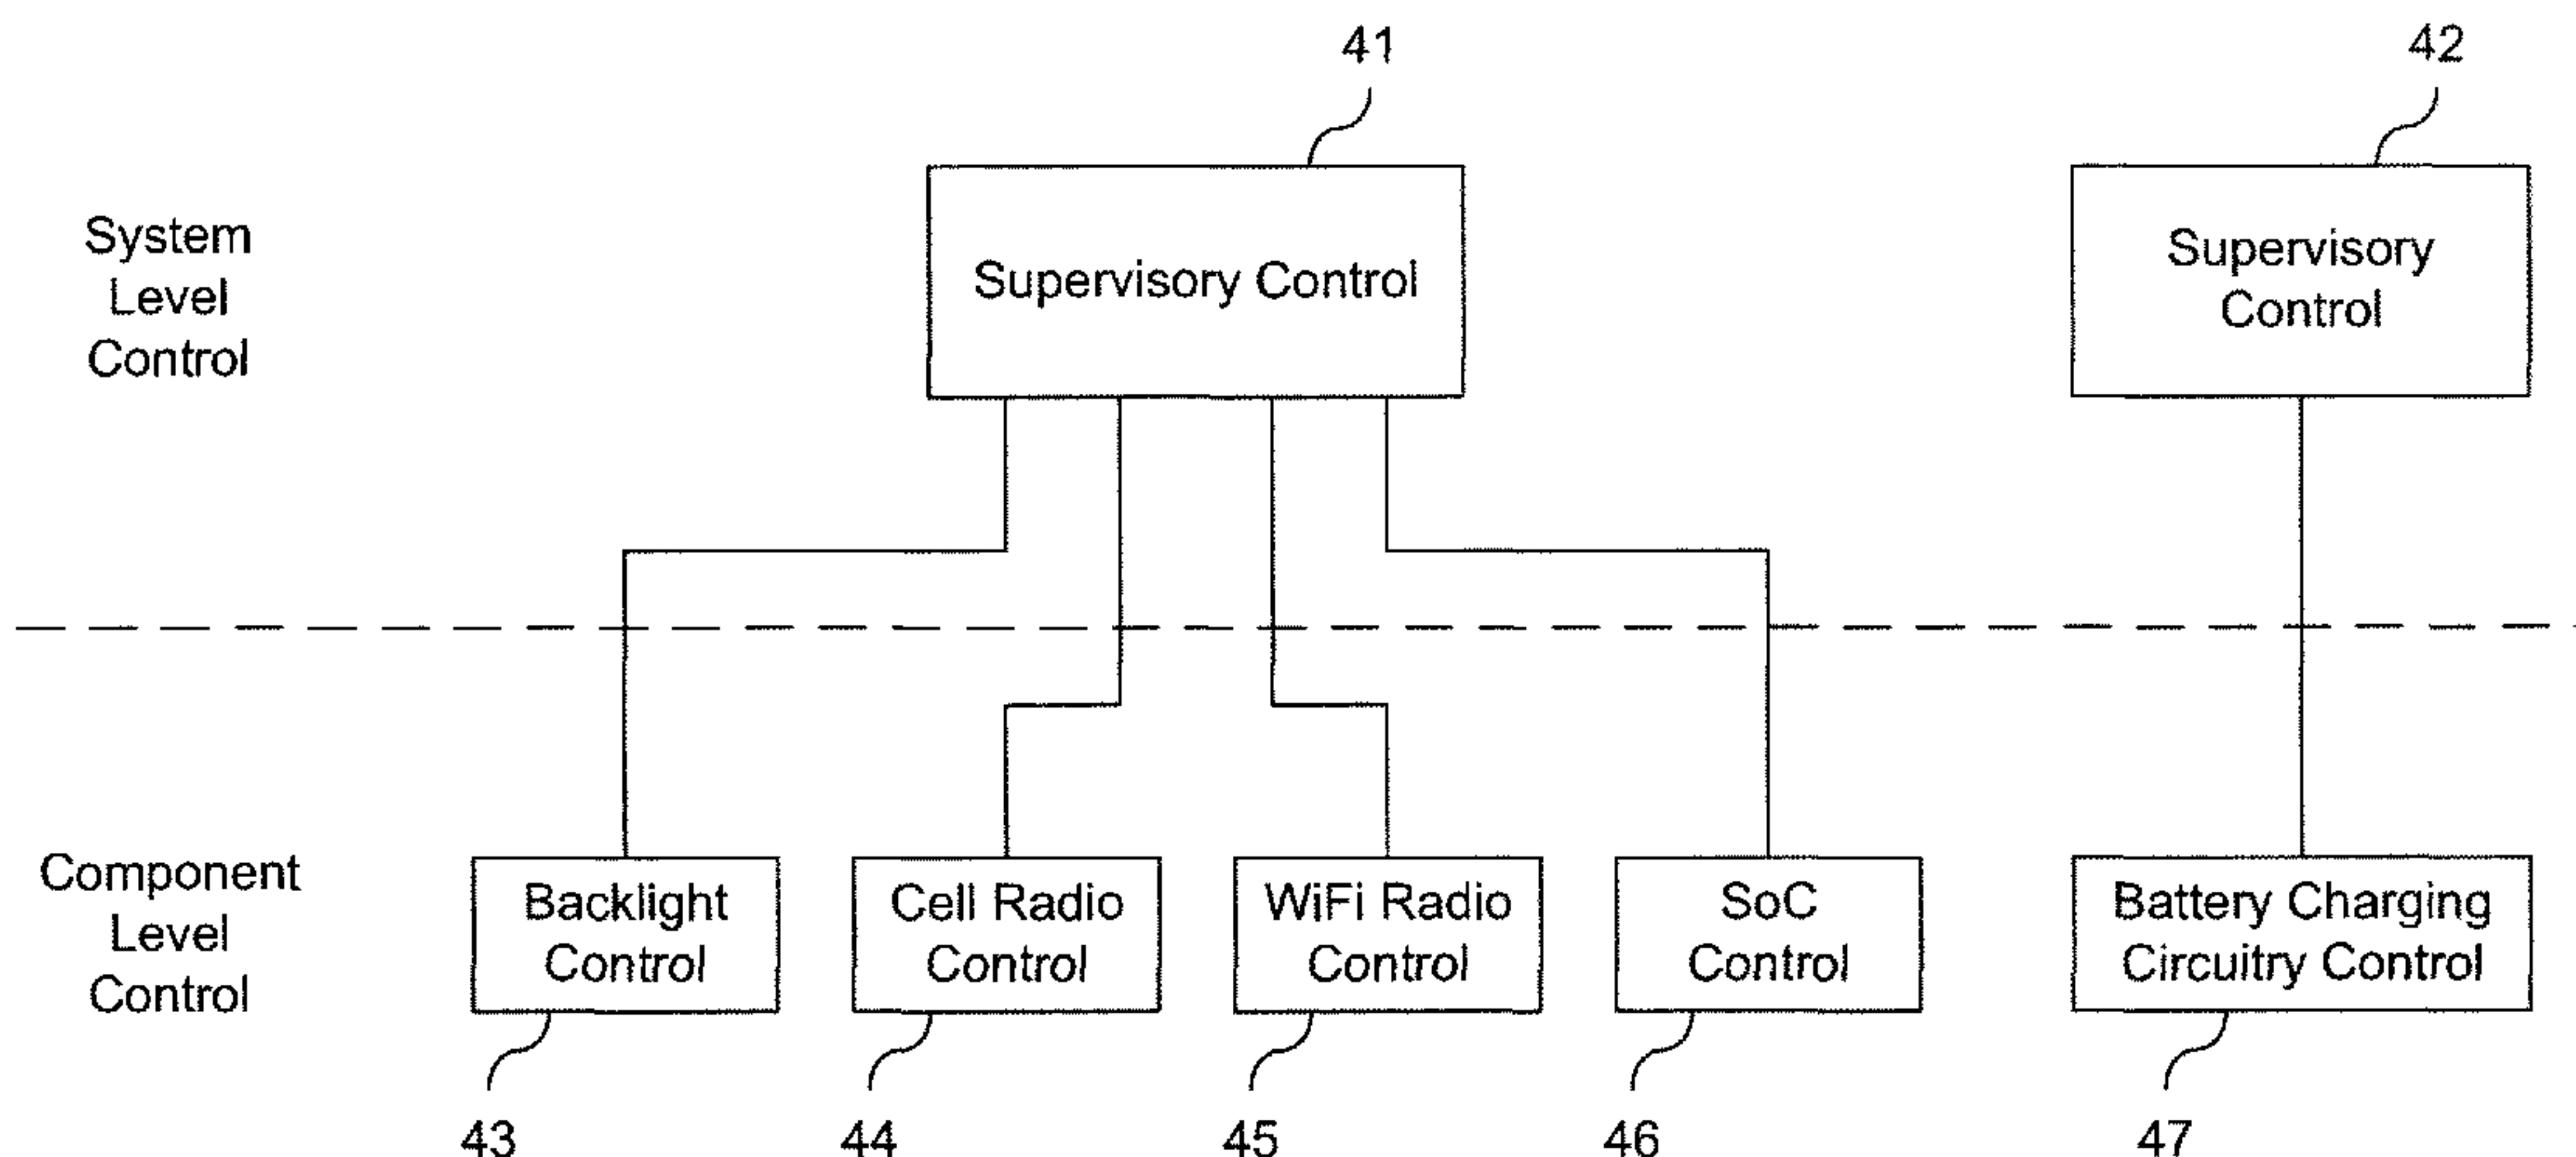 41
42
System
Level
Control
Supervisory Control
Supervisory
Control
Component
Level
Control
Backlight
Control
Cell Radio
Control
WiFi Radio
Control
SoC
Control
Battery Charging
Circuitry Control
43
44
45
46
47